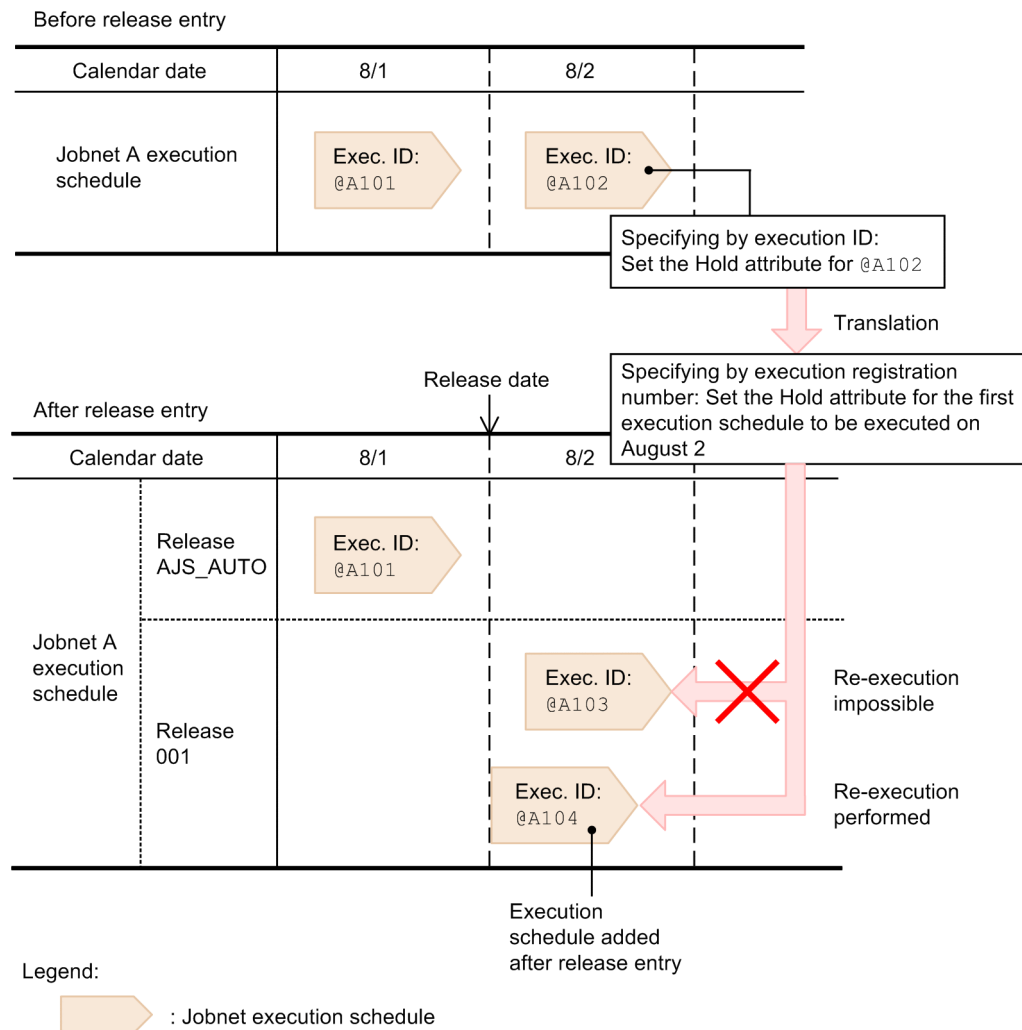 Before release entry
Calendar date
8/1
8/2
Jobnet A execution
schedule
Exec. ID:
@A101
Exec. ID:
@A102
Specifying by execution ID:
Set the Hold attribute for @A102
Translation
Specifying by execution registration
number: Set the Hold attribute for the first
execution schedule to be executed on
August 2
Release date
After release entry
Calendar date
8/1
8/2
Jobnet A
execution
schedule
Release
AJS_AUTO
Exec. ID:
@A101
Release
001
Exec. ID:
@A103
Re-execution
impossible
Exec. ID:
@A104
Re-execution
performed
Execution
schedule added
after release entry
Legend:
: Jobnet execution schedule